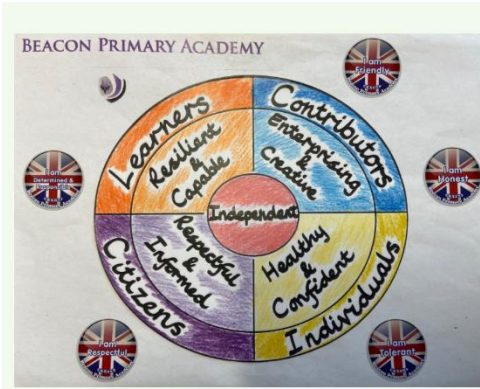 BEACON PRIMARY ACADEMY
I am
Friendly
Learners
Resilient
&
Capable
Contributors
Enterprising
&
Creative
I am
Determined &
Responsible
I am
Honest
Independent
Citizens
Respectful
&
Informed
Healthy
&
Confident
Individuals
I am
Respectful
I am
Tolerant